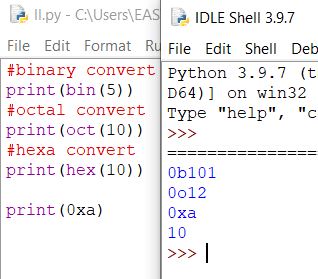 ll.py - C:\Users\EAS
File Format Ru
#binary convert
print(bin(5))
#octal convert
print(oct(10))
#hexa convert
print(hex(10))
print(0xa)
IDLE Shell 3.9.7
File Edit Shell Deb
Python 3.9.7 (t
D64)] on win32
Type "help", "c
>>>
===============
0b101
0o12
0xa
10
>>>